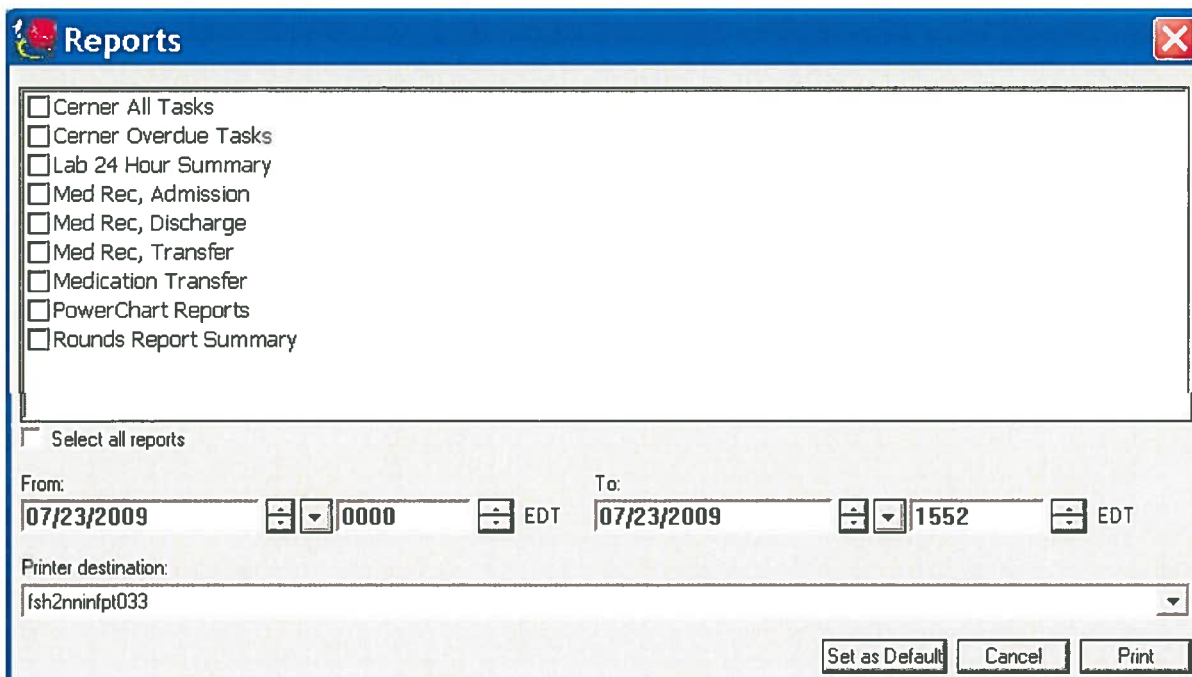 Reports
Cerner All Tasks
Cerner Overdue Tasks
Lab 24 Hour Summary
Med Rec, Admission
Med Rec, Discharge
Med Rec, Transfer
Medication Transfer
PowerChart Reports
Rounds Report Summary
Select all reports
From: To:
07/23/2009 0000 EDT 07/23/2009 1552 EDT
Printer destination:
fsh2nninfpt033
Set as Default Cancel Print